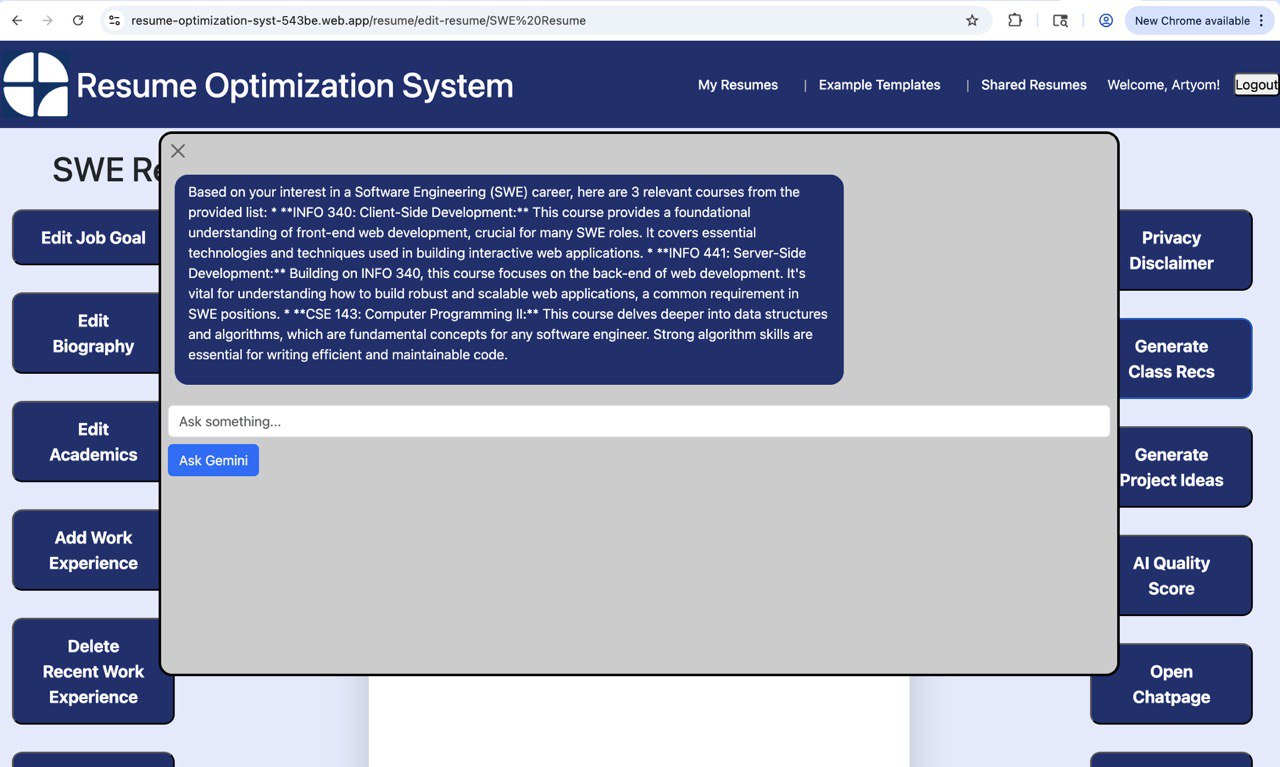 resume-optimization-syst-543be.web.app/resume/edit-resume/SWE%20Resume
New Chrome available
Resume Optimization System
My Resumes | Example Templates | Shared Resumes Welcome, Artyom! Logout
SWE Re
Based on your interest in a Software Engineering (SWE) career, here are 3 relevant courses from the
provided list: * **INFO 340: Client-Side Development:** This course provides a foundational
understanding of front-end web development, crucial for many SWE roles. It covers essential
technologies and techniques used in building interactive web applications. * **INFO 441: Server-Side
Development:** Building on INFO 340, this course focuses on the back-end of web development. It's
vital for understanding how to build robust and scalable web applications, a common requirement in
SWE positions. * **CSE 143: Computer Programming II:** This course delves deeper into data structures
and algorithms, which are fundamental concepts for any software engineer. Strong algorithm skills are
essential for writing efficient and maintainable code.
Ask something...
Ask Gemini
Edit Job Goal
Edit
Biography
Edit
Academics
Add Work
Experience
Delete
Recent Work
Experience
Privacy
Disclaimer
Generate
Class Recs
Generate
Project Ideas
AI Quality
Score
Open
Chatpage